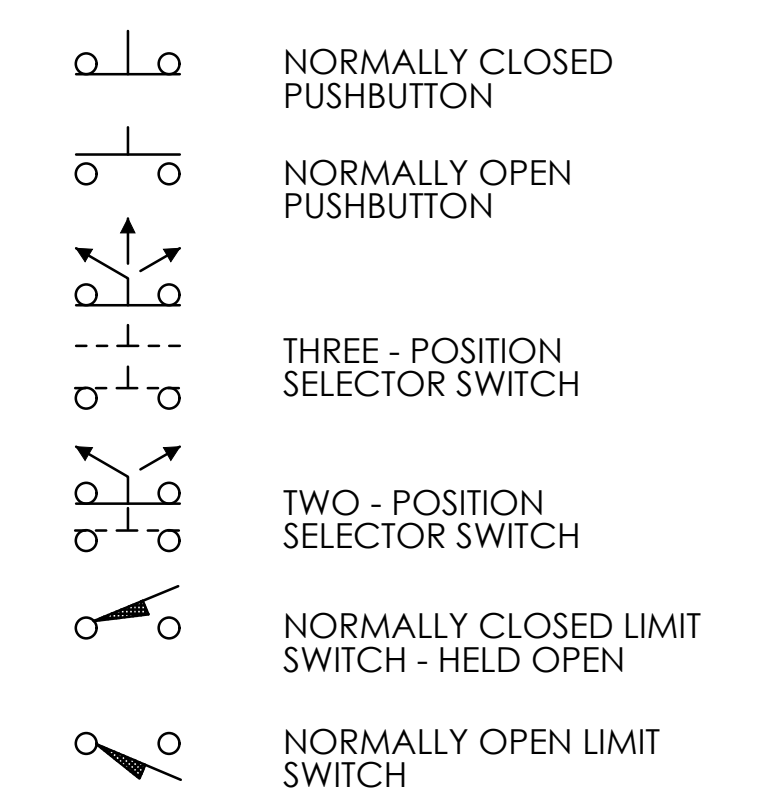 NORMALLY CLOSED
PUSHBUTTON
NORMALLY OPEN
PUSHBUTTON
THREE - POSITION
SELECTOR SWITCH
TWO - POSITION
SELECTOR SWITCH
NORMALLY CLOSED LIMIT
SWITCH - HELD OPEN
NORMALLY OPEN LIMIT
SWITCH